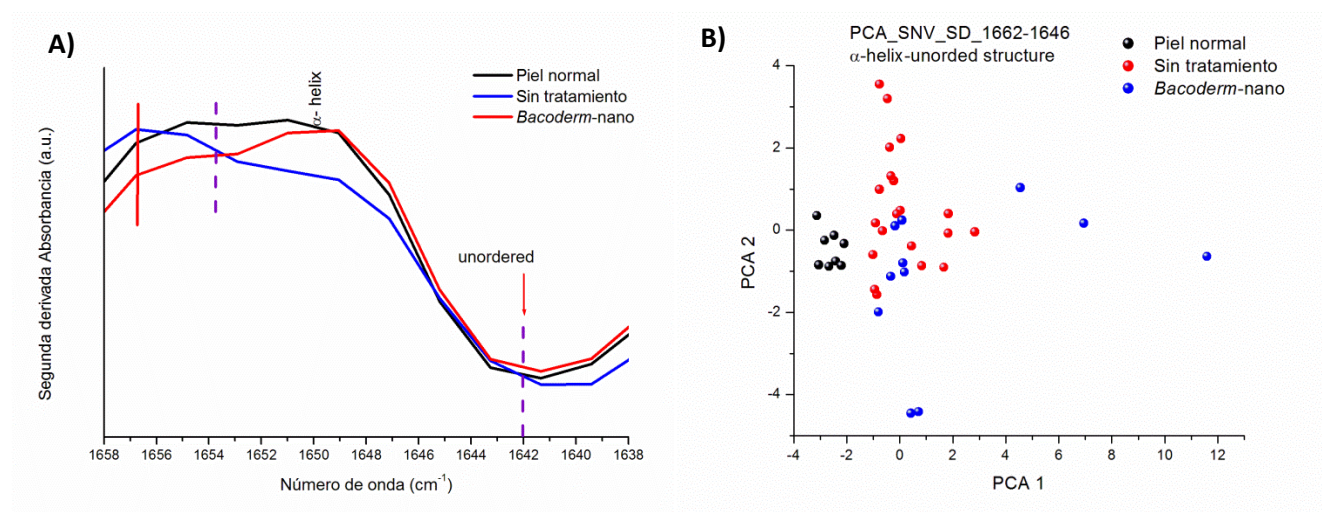 A)
Piel normal
Sin tratamiento
Bacoderm-nano
α- helix
unordered
Segunda derivada Absorbancia (a.u.)
1658 1656 1654 1652 1650 1648 1646 1644 1642 1640 1638
Número de onda (cm-1)
B)
PCA_SNV_SD_1662-1646
α-helix-unorded structure
Piel normal
Sin tratamiento
Bacoderm-nano
4
2
0
-2
-4
PCA 2
-4 -2 0 2 4 6 8 10 12
PCA 1